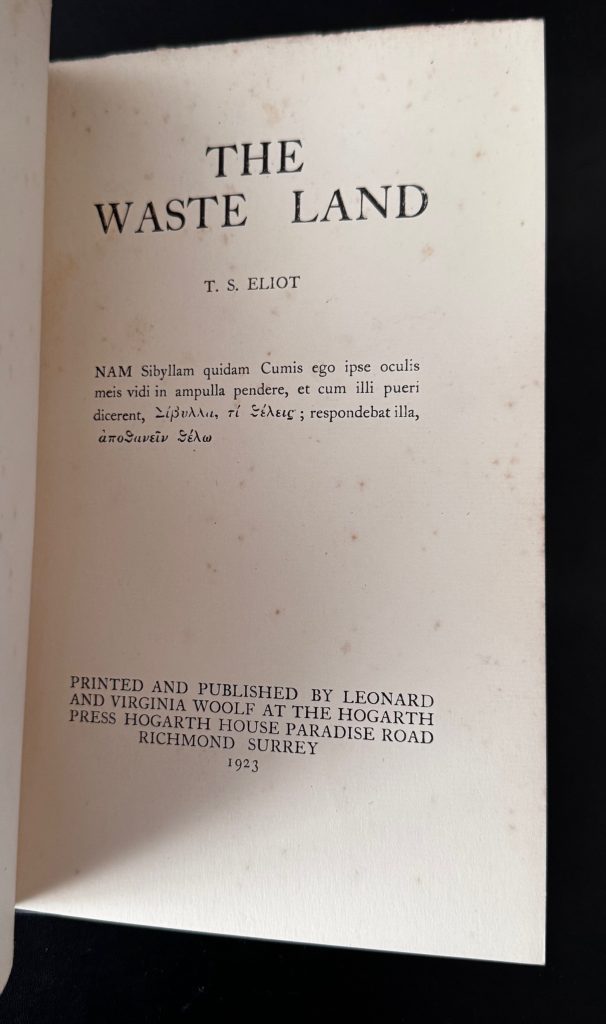 THE
WASTE LAND
T. S. ELIOT
NAM Sibyllam quidam Cumis ego ipse oculis
meis vidi in ampulla pendere, et cum illi pueri
dicerent, Σίβυλλα, τί ϑέλεις ; respondebat illa,
ἀποϑανεῖν ϑέλω
PRINTED AND PUBLISHED BY LEONARD
AND VIRGINIA WOOLF AT THE HOGARTH
PRESS HOGARTH HOUSE PARADISE ROAD
RICHMOND SURREY
1923